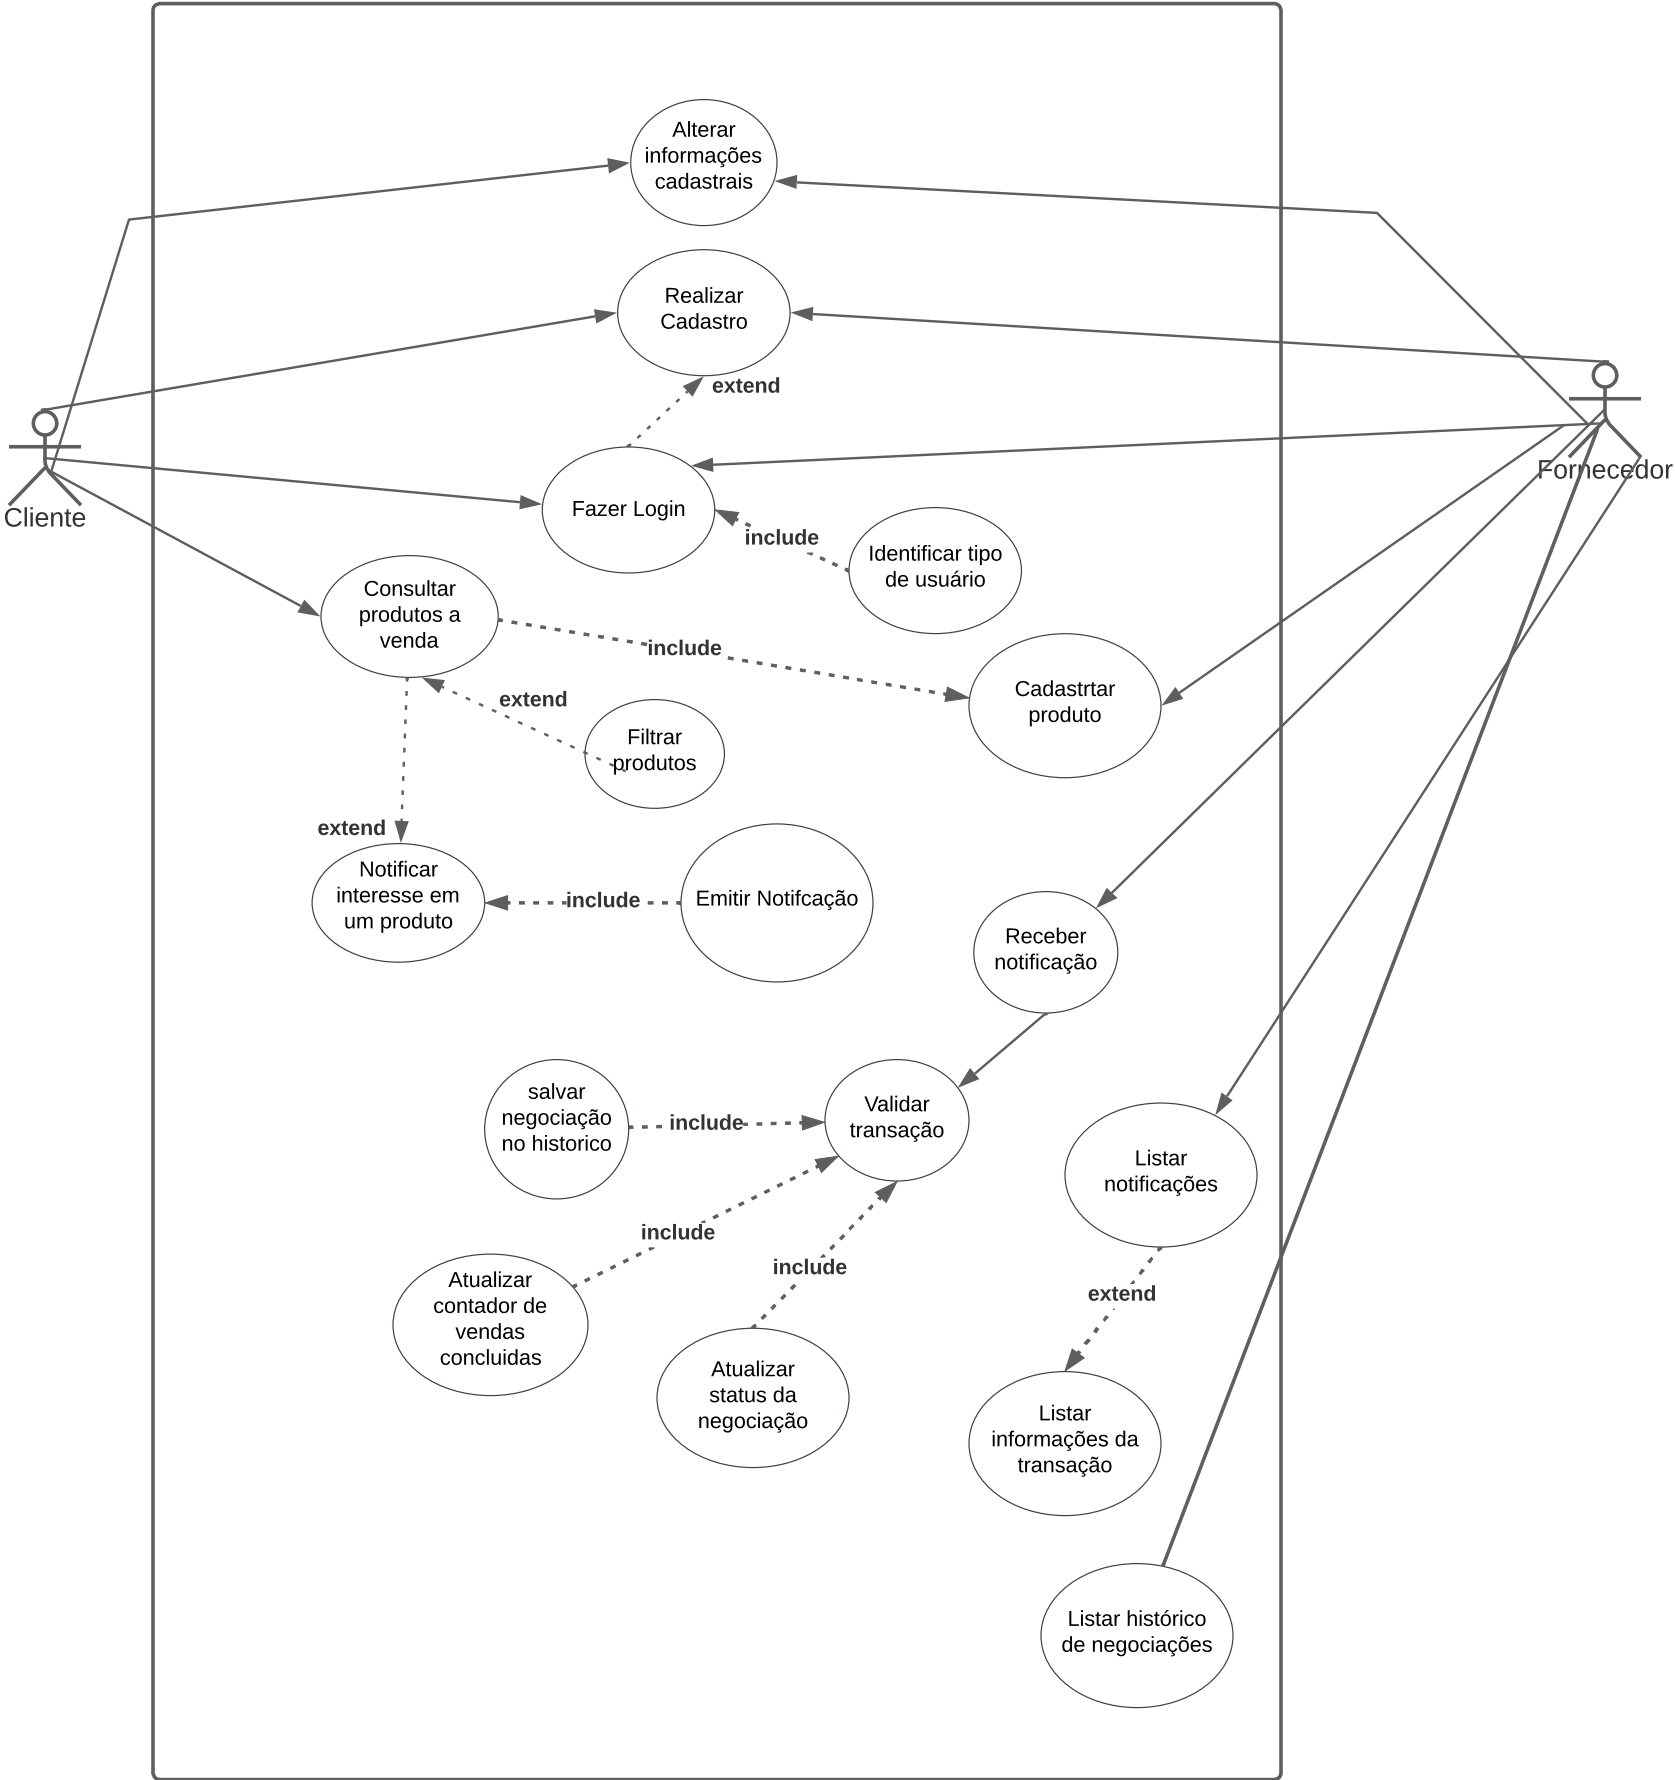 Alterar
informações
cadastrais
Realizar
Cadastro
extend
Cliente
Fornecedor
Fazer Login
include
Identificar tipo
de usuário
Consultar
produtos a
venda
include
Cadastrtar
produto
extend
Filtrar
produtos
extend
Notificar
interesse em
um produto
include
Emitir Notifcação
Receber
notificação
salvar
negociação
no historico
include
Validar
transação
Listar
notificações
include
include
extend
Atualizar
contador de
vendas
concluidas
Atualizar
status da
negociação
Listar
informações da
transação
Listar histórico
de negociações